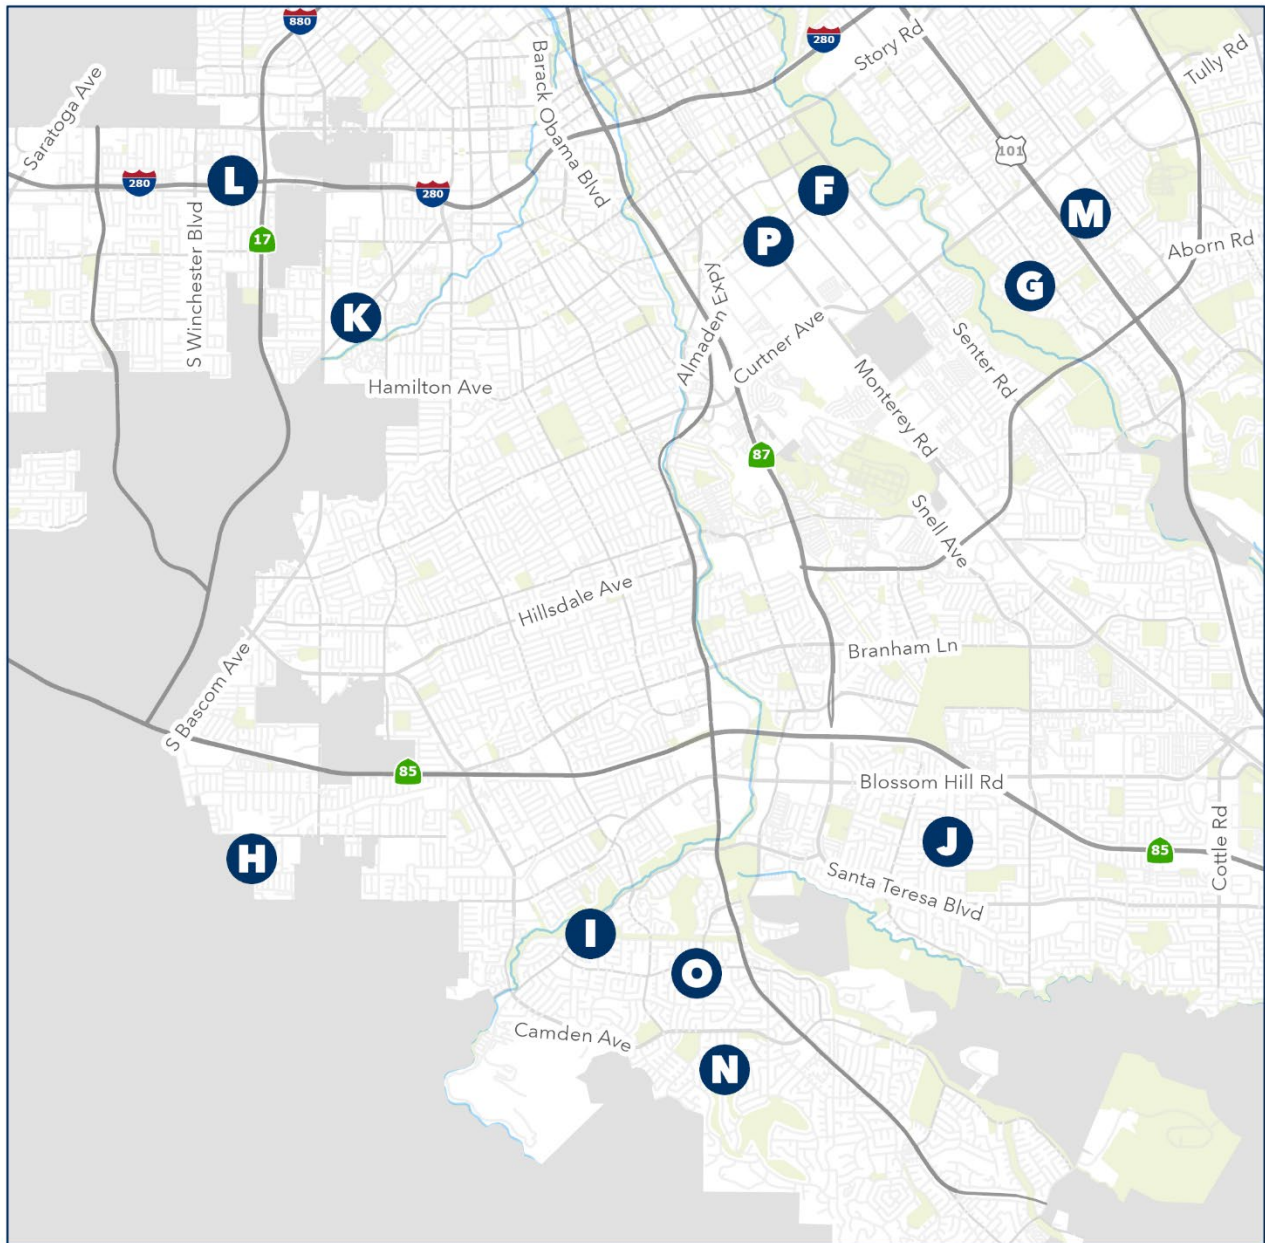 880
280
Story Rd
Tully Rd
Saratoga Ave
Barack Obama Blvd
101
280
L
280
F
M
S Winchester Blvd
17
P
Aborn Rd
G
K
Almaden Expy
Curtner Ave
Senter Rd
Hamilton Ave
Monterey Rd
87
Snell Ave
Hillsdale Ave
Branham Ln
S Bascom Ave
85
Blossom Hill Rd
J
85
Cottle Rd
H
Santa Teresa Blvd
I
O
Camden Ave
N